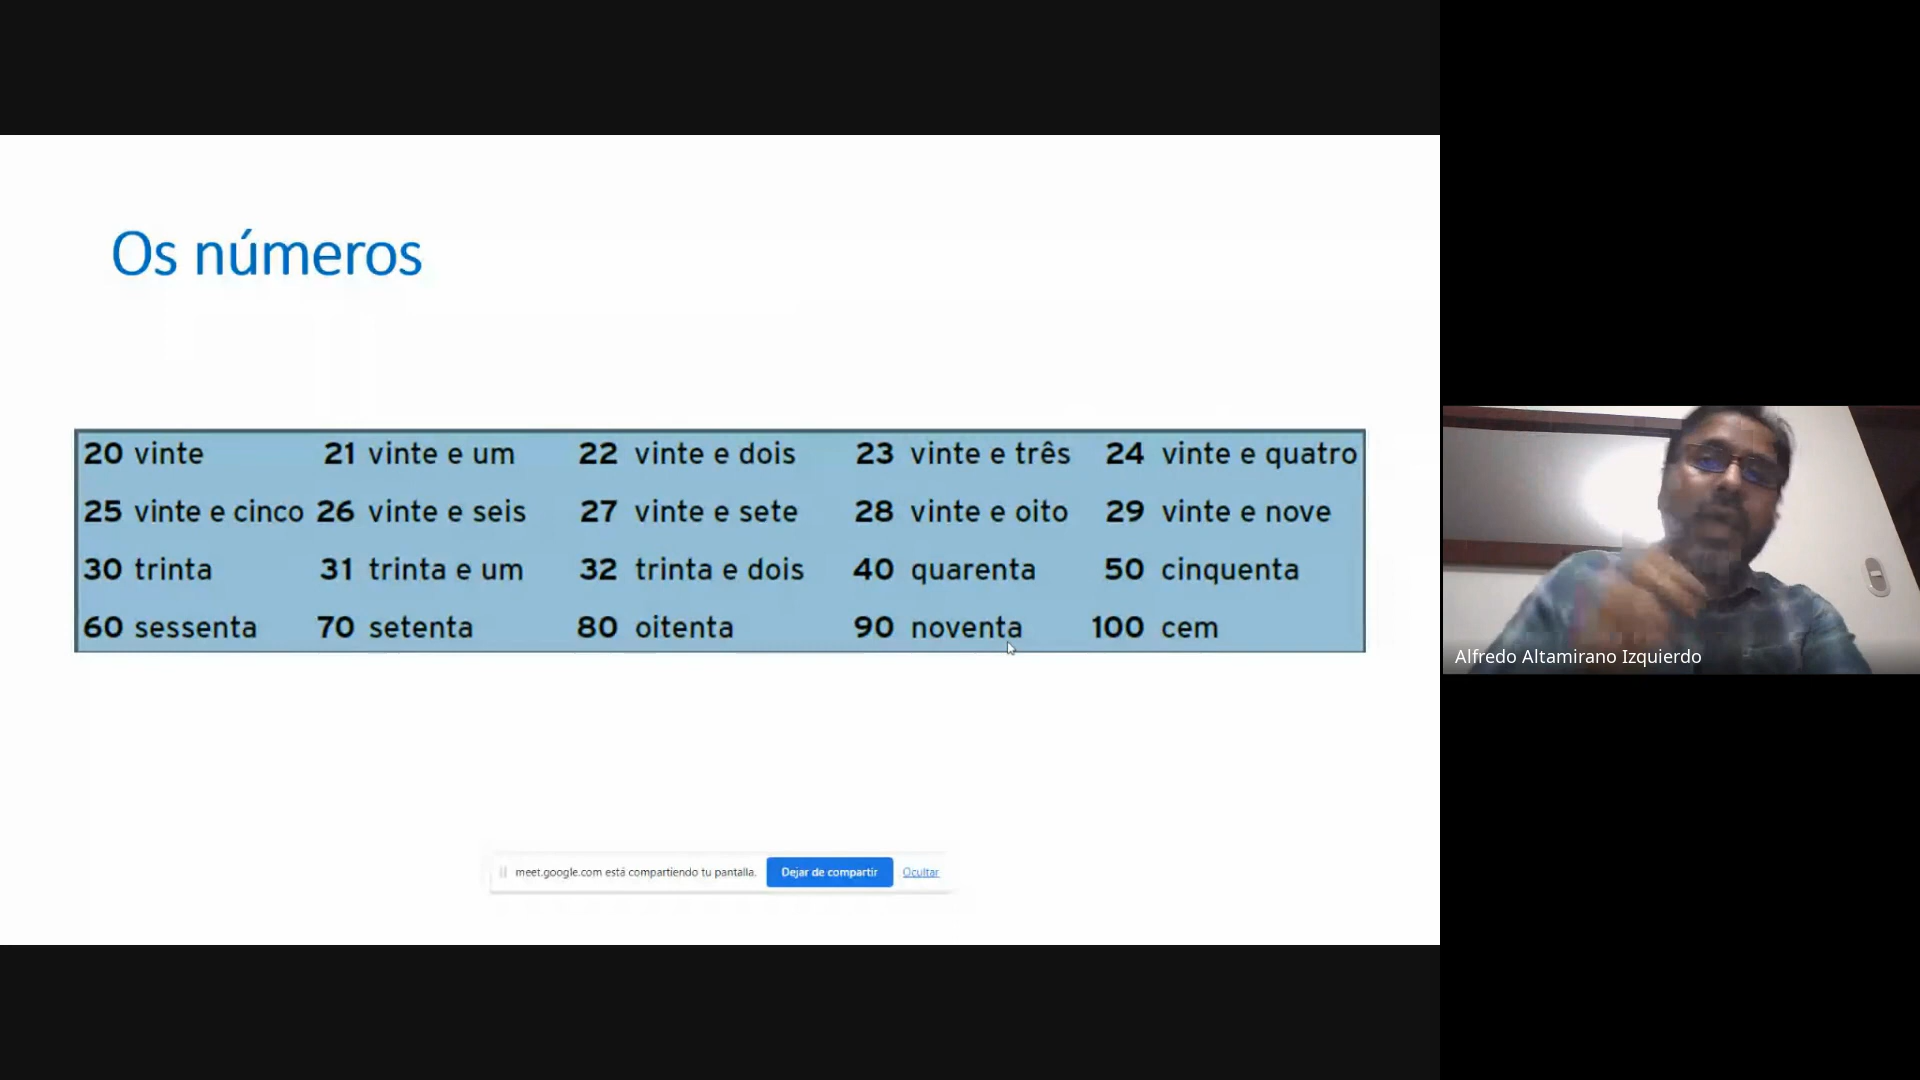 Os números
20 vinte 21 vinte e um 22 vinte e dois 23 vinte e três 24 vinte e quatro
25 vinte e cinco 26 vinte e seis 27 vinte e sete 28 vinte e oito 29 vinte e nove
30 trinta 31 trinta e um 32 trinta e dois 40 quarenta 50 cinquenta
60 sessenta 70 setenta 80 oitenta 90 noventa 100 cem
meet.google.com está compartiendo tu pantalla. Dejar de compartir Ocultar
Alfredo Altamirano Izquierdo